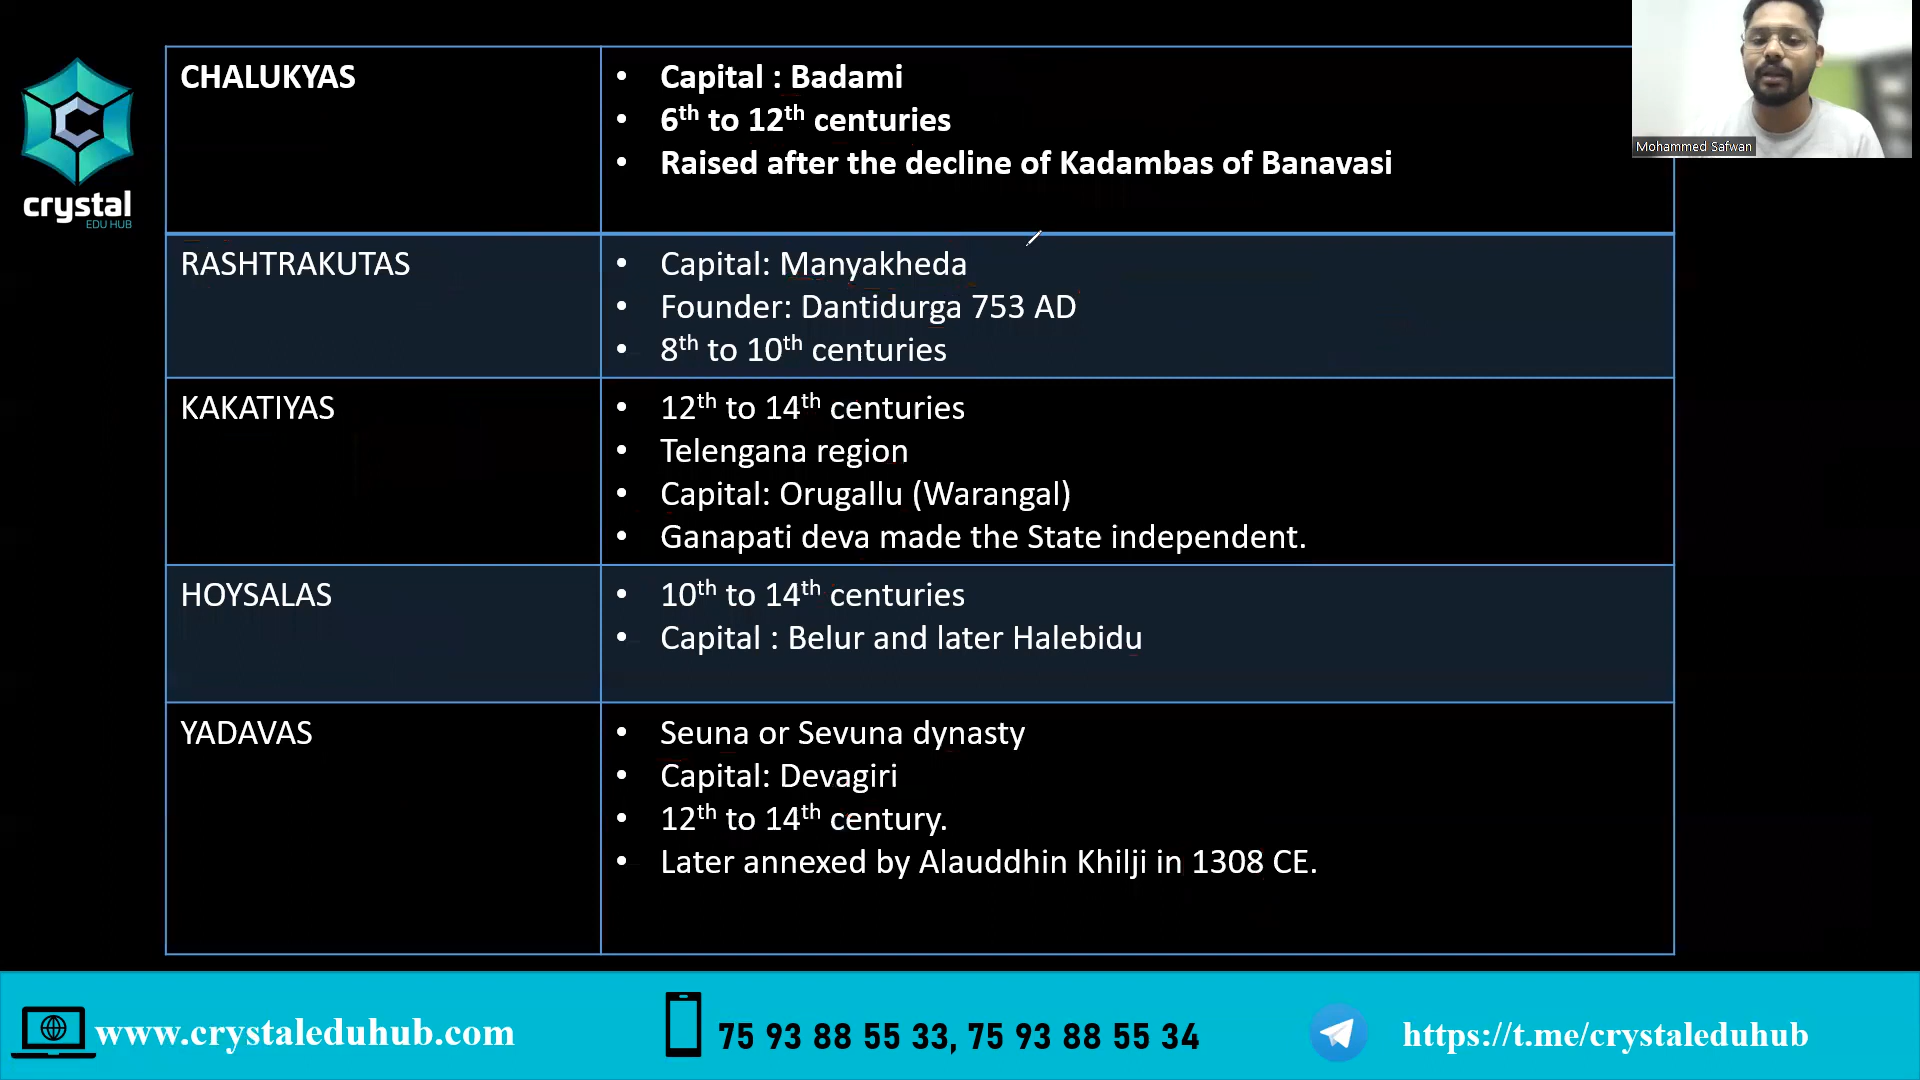 CHALUKYAS
• Capital : Badami
• 6th to 12th centuries
• Raised after the decline of Kadambas of Banavasi
RASHTRAKUTAS
• Capital: Manyakheda
• Founder: Dantidurga 753 AD
• 8th to 10th centuries
KAKATIYAS
• 12th to 14th centuries
• Telengana region
• Capital: Orugallu (Warangal)
• Ganapati deva made the State independent.
HOYSALAS
• 10th to 14th centuries
• Capital : Belur and later Halebidu
YADAVAS
• Seuna or Sevuna dynasty
• Capital: Devagiri
• 12th to 14th century.
• Later annexed by Alauddhin Khilji in 1308 CE.
crystal
EDU HUB
Mohammed Safwan
www.crystaleduhub.com
75 93 88 55 33, 75 93 88 55 34
https://t.me/crystaleduhub